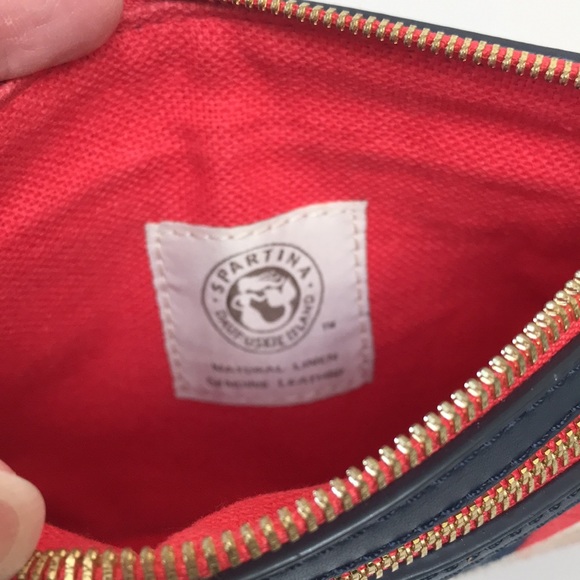 SPARTINA
DAUFUSKIE ISLAND
TM
NATURAL LINEN
GENUINE LEATHER